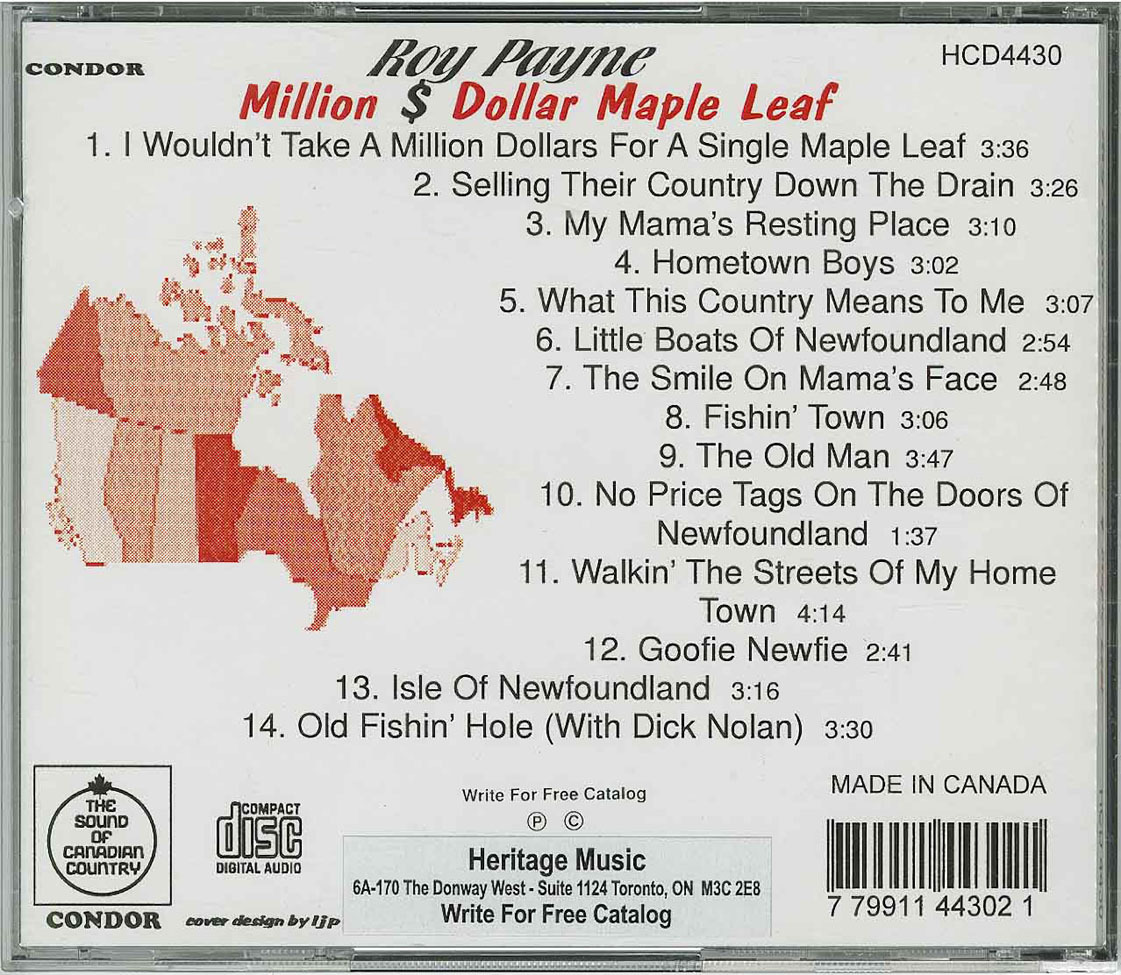 CONDOR
Roy Payne
HCD4430
Million $ Dollar Maple Leaf
1. I Wouldn't Take A Million Dollars For A Single Maple Leaf 3:36
2. Selling Their Country Down The Drain 3:26
3. My Mama's Resting Place 3:10
4. Hometown Boys 3:02
5. What This Country Means To Me 3:07
6. Little Boats Of Newfoundland 2:54
7. The Smile On Mama's Face 2:48
8. Fishin' Town 3:06
9. The Old Man 3:47
10. No Price Tags On The Doors Of
Newfoundland 1:37
11. Walkin' The Streets Of My Home
Town 4:14
12. Goofie Newfie 2:41
13. Isle Of Newfoundland 3:16
14. Old Fishin' Hole (With Dick Nolan) 3:30
THE
SOUND
OF
CANADIAN
COUNTRY
CONDOR
COMPACT
disc
DIGITAL AUDIO
cover design by ljp
Write For Free Catalog
Ⓟ ©
Heritage Music
6A-170 The Donway West - Suite 1124 Toronto, ON M3C 2E8
Write For Free Catalog
MADE IN CANADA
7 79911 44302 1